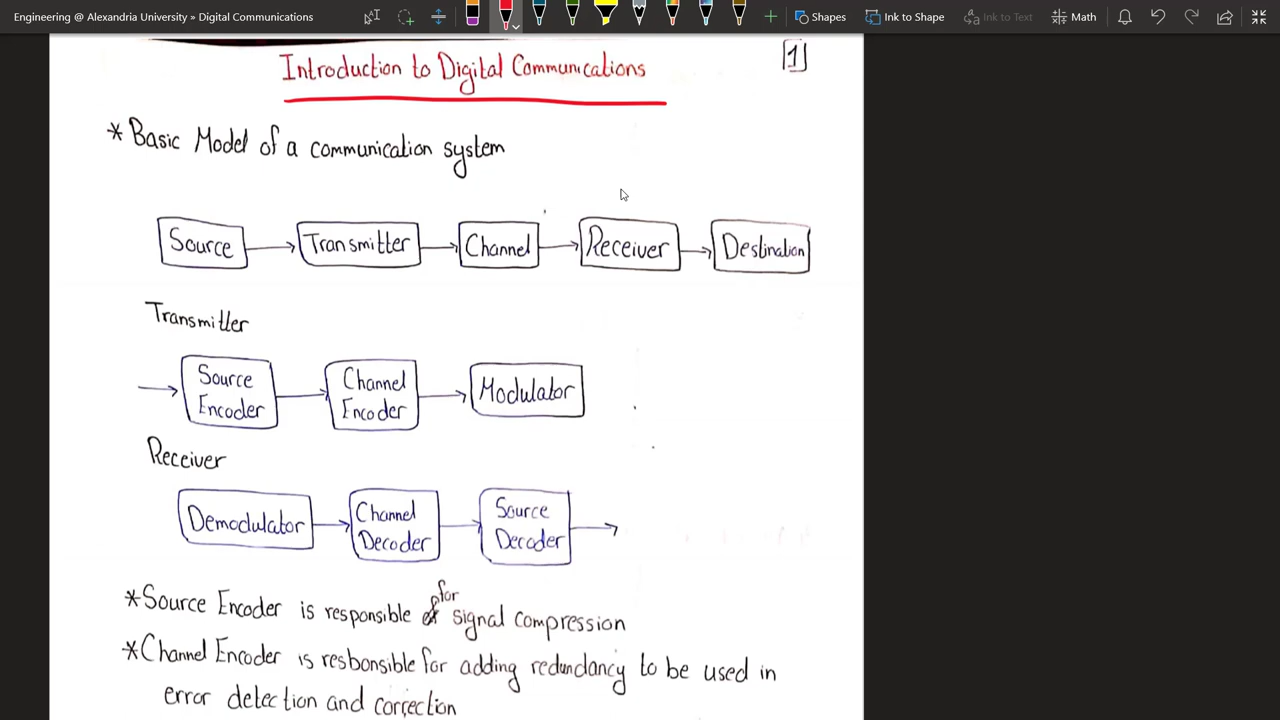 Engineering @ Alexandria University » Digital Communications
Shapes
Ink to Shape
Ink to Text
Math
Introduction to Digital Communications
1
* Basic Model of a communication system
Source Transmitter Channel Receiver Destination
Transmitter
Source Encoder
Channel Encoder
Modulator
Receiver
Demodulator
Channel Decoder
Source Decoder
for
*Source Encoder is responsible signal compression
*Channel Encoder is resbonsible for adding redundancy to be used in
error detection and correction